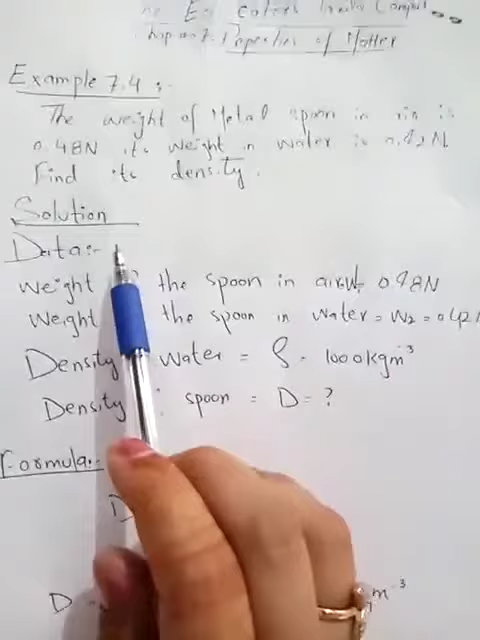 Properties of Matter
Example 7.4 :-
The weight of Metal spoon in air is
0.48N its weight in water is 0.42N
Find its density.
Solution
Data:-
weight the spoon in air=W₁ 0.48N
Weight the spoon in water = W₂ = 0.42
Density water = ρ = 1000kgm⁻³
Density spoon = D = ?
Formula:-
D
D = m⁻³